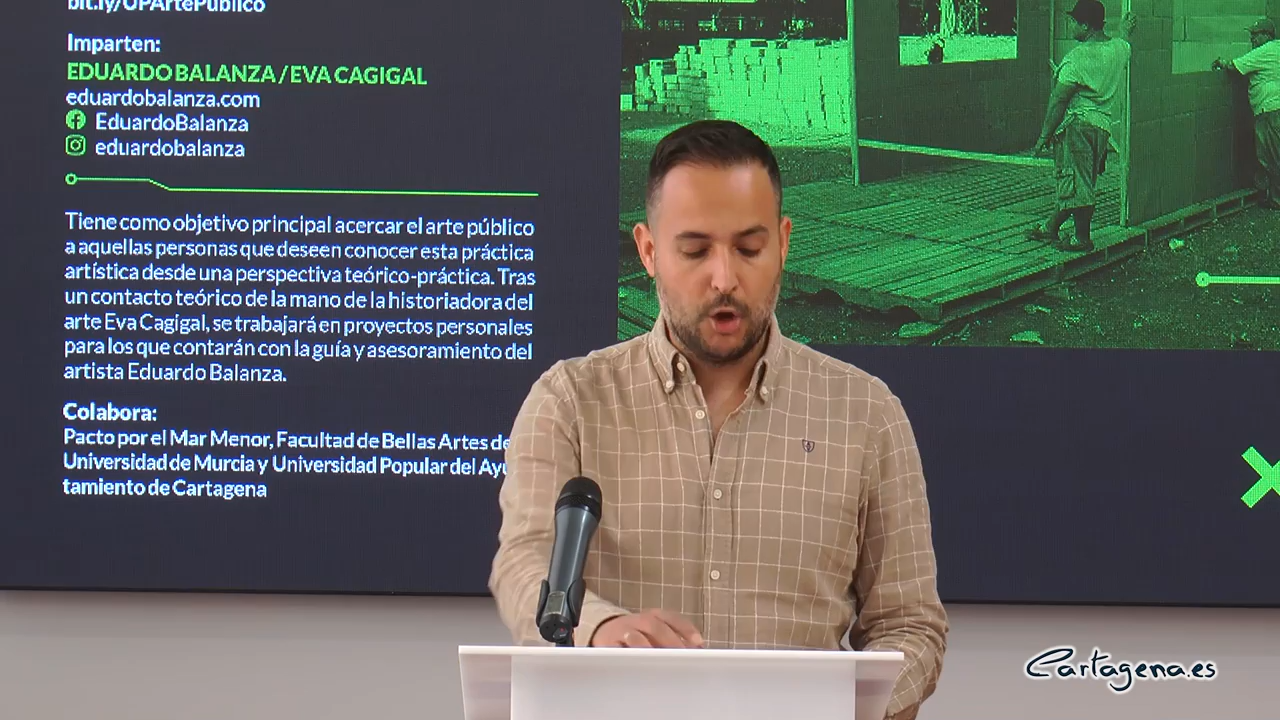 bit.ly/UPArtePublico
Imparten:
EDUARDO BALANZA / EVA CAGIGAL
eduardobalanza.com
EduardoBalanza
eduardobalanza
Tiene como objetivo principal acercar el arte público
a aquellas personas que deseen conocer esta práctica
artística desde una perspectiva teórico-práctica. Tras
un contacto teórico de la mano de la historiadora del
arte Eva Cagigal, se trabajará en proyectos personales
para los que contarán con la guía y asesoramiento del
artista Eduardo Balanza.
Colabora:
Pacto por el Mar Menor, Facultad de Bellas Artes de
Universidad de Murcia y Universidad Popular del Ayu
tamiento de Cartagena
Cartagena.es